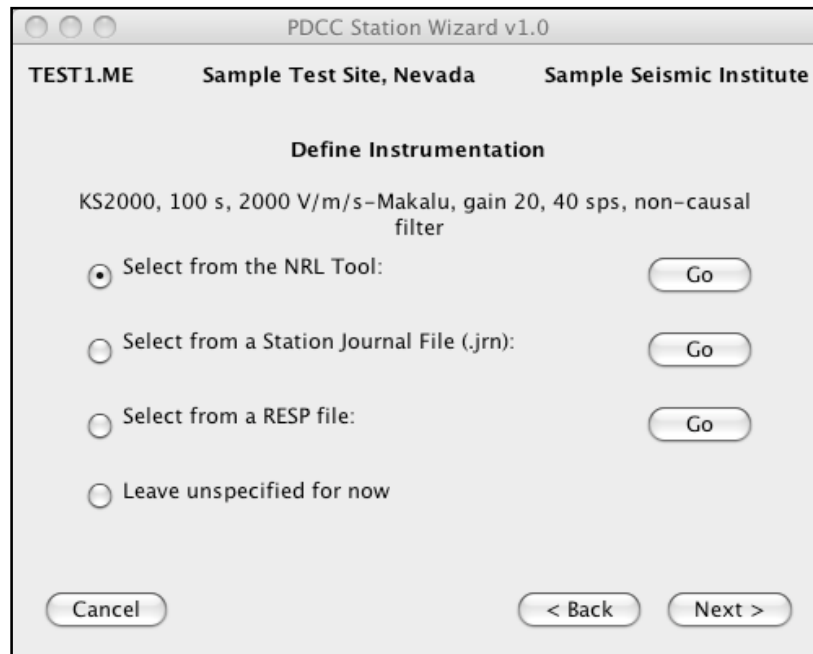 PDCC Station Wizard v1.0
TEST1.ME Sample Test Site, Nevada Sample Seismic Institute
Define Instrumentation
KS2000, 100 s, 2000 V/m/s-Makalu, gain 20, 40 sps, non-causal
filter
Select from the NRL Tool: Go
Select from a Station Journal File (.jrn): Go
Select from a RESP file: Go
Leave unspecified for now
Cancel < Back Next >